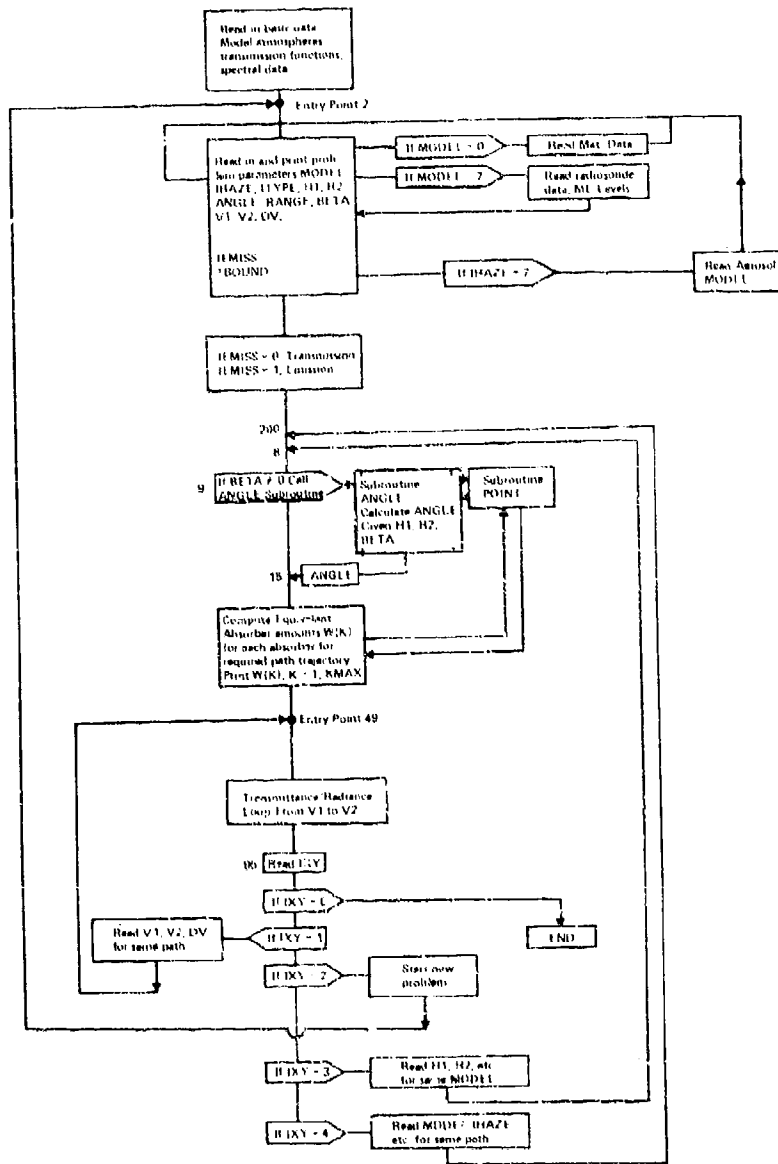 Read in basic data
Model atmospheres
transmission functions,
spectral data
Entry Point 2
Read in and print prob
lem parameters MODEL
IHAZE, ITYPE, H1, H2
ANGLE, RANGE, BETA
V1, V2, DV,
IEMISS
IBOUND
If MODEL = 0
Read Met. Data
If MODEL = 7
Read radiosonde
data, ML Levels
If IHAZE = 7
Read Aerosol
MODEL
IEMISS = 0, Transmission
IEMISS = 1, Emission
200
8
9
If BETA ≠ 0 Call
ANGLE Subroutine
Subroutine
ANGLE
Calculate ANGLE
Given H1, H2,
BETA
Subroutine
POINT
ANGLE
Compute Equivalent
Absorber amounts W(K)
for each absorber for
required path trajectory
Print W(K), K = 1, KMAX
Entry Point 49
Transmittance/Radiance
Loop From V1 to V2
Read IXY
If IXY = 0
END
If IXY = 1
Read V1, V2, DV
for same path
If IXY = 2
Start new
problem
If IXY = 3
Read H1, H2, etc
for same MODEL
If IXY = 4
Read MODEL, IHAZE
etc. for same path